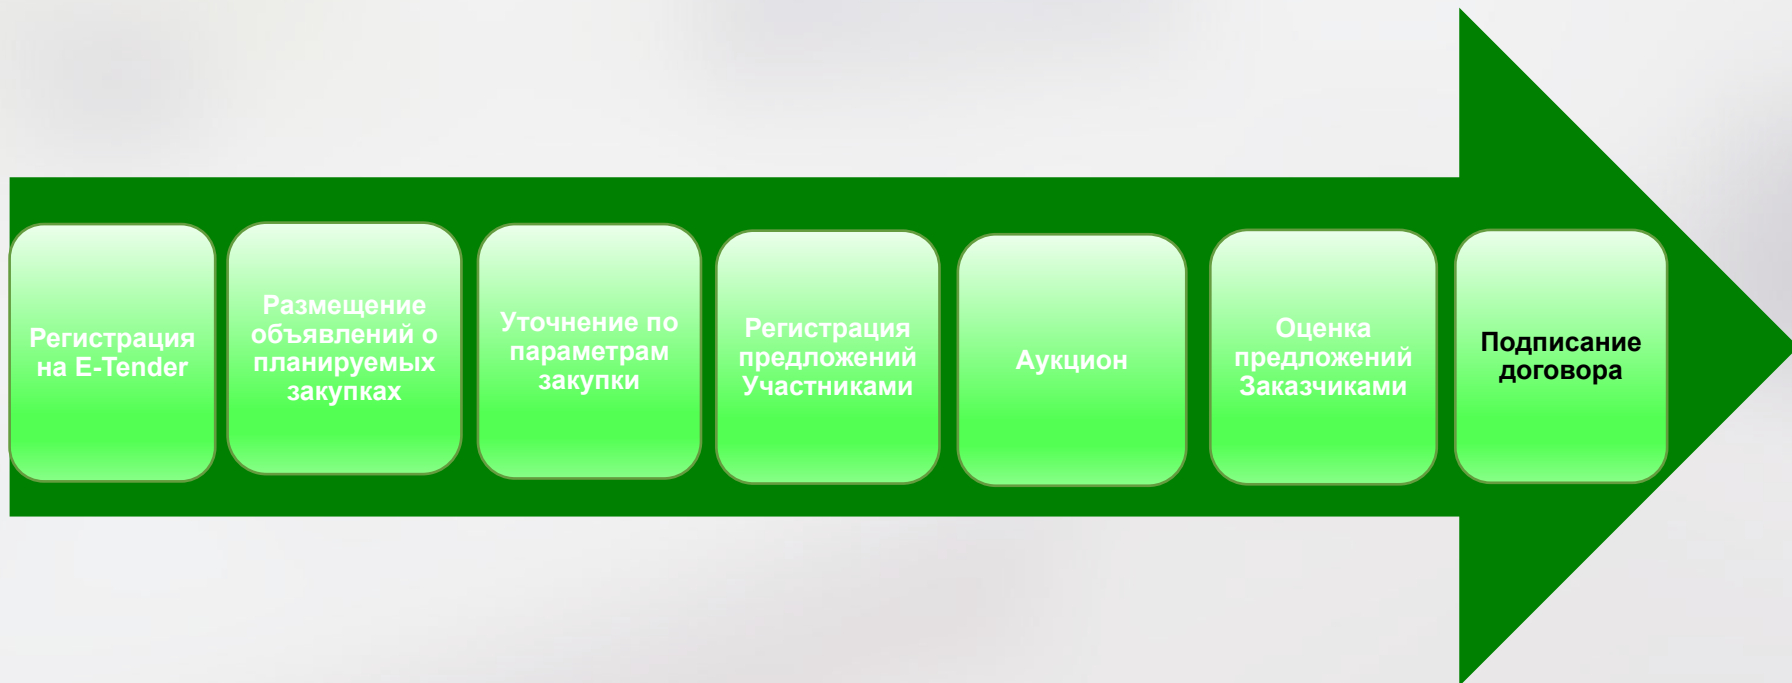 Регистрация
на E-Tender
Размещение
объявлений о
планируемых
закупках
Уточнение по
параметрам
закупки
Регистрация
предложений
Участниками
Аукцион
Оценка
предложений
Заказчиками
Подписание
договора